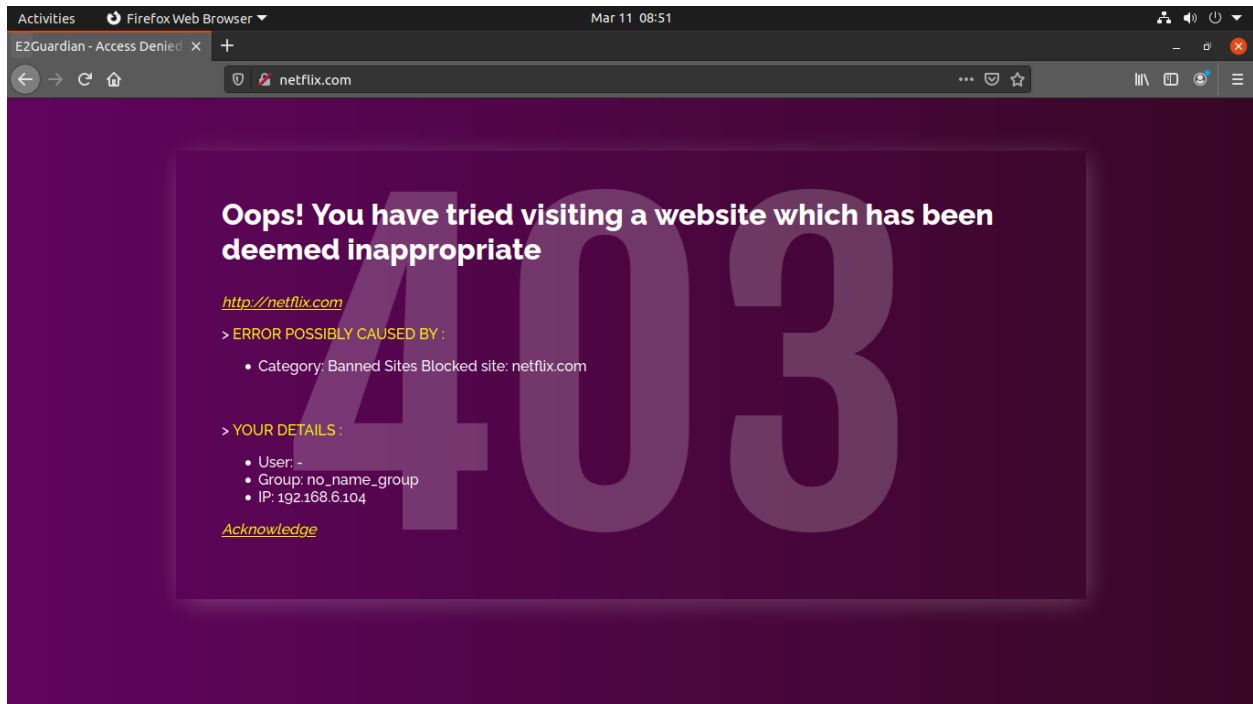 Activities Firefox Web Browser Mar 11 08:51
E2Guardian - Access Denied
netflix.com
403
Oops! You have tried visiting a website which has been
deemed inappropriate
http://netflix.com
> ERROR POSSIBLY CAUSED BY :
• Category: Banned Sites Blocked site: netflix.com
> YOUR DETAILS :
• User: -
• Group: no_name_group
• IP: 192.168.6.104
Acknowledge